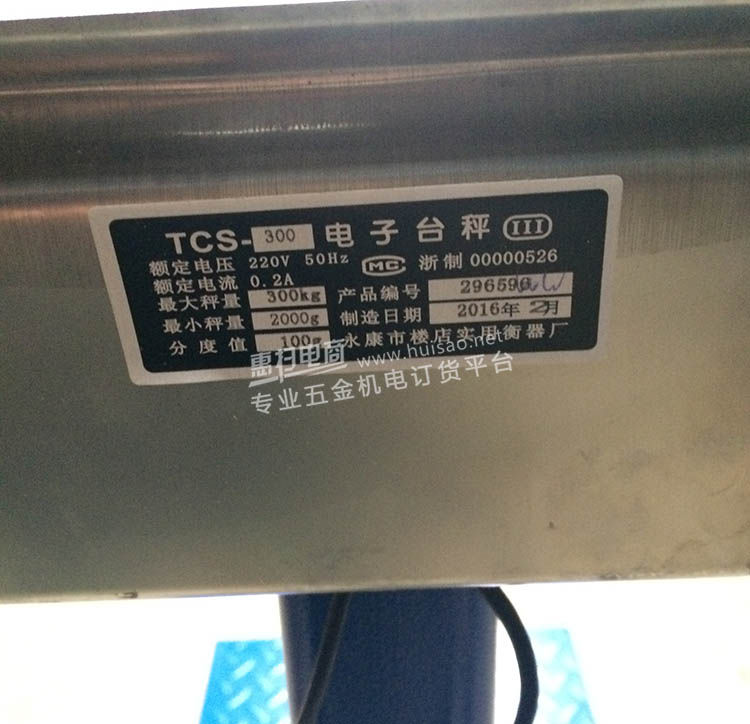 TCS-300 电子台秤 III
额定电压 220V 50Hz MC 浙制 00000526
额定电流 0.2A
最大秤量 300kg 产品编号 296596
最小秤量 2000g 制造日期 2016年 2月
分度值 100g 永康市楼店实用衡器厂
惠扫电商 www.huisao.net
专业五金机电订货平台